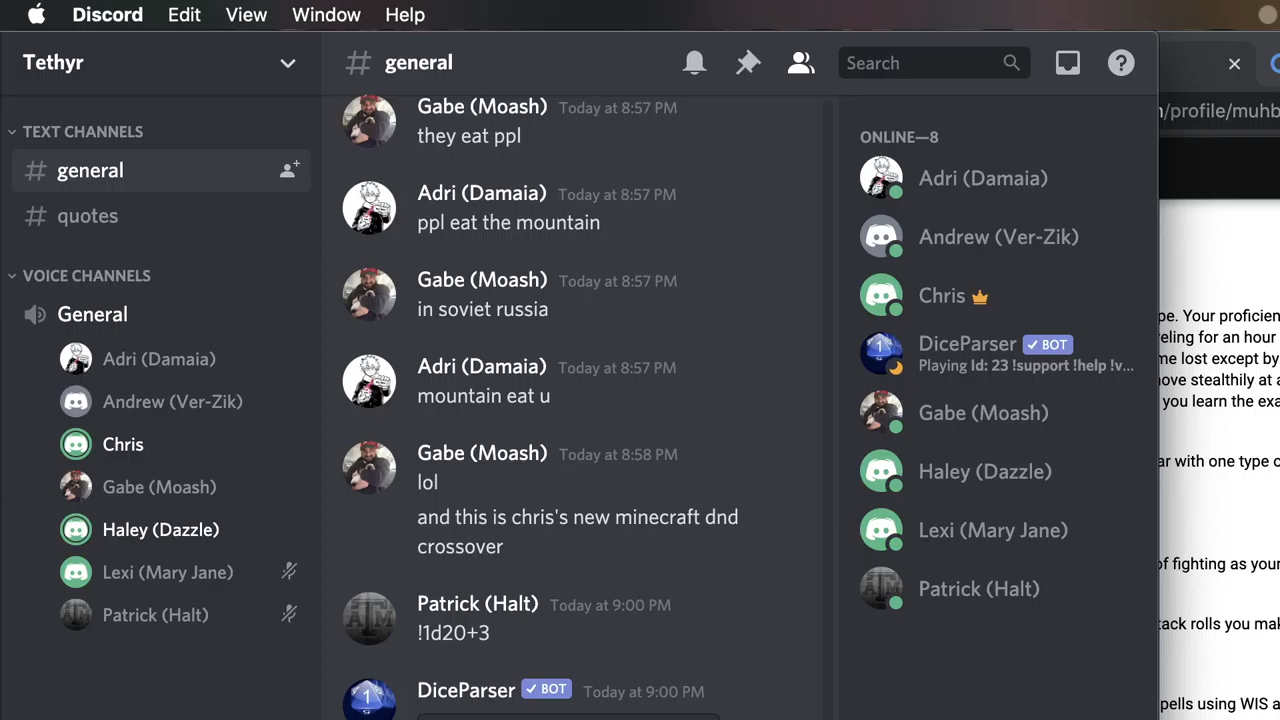 Discord Edit View Window Help
Tethyr
TEXT CHANNELS
# general
# quotes
VOICE CHANNELS
General
Adri (Damaia)
Andrew (Ver-Zik)
Chris
Gabe (Moash)
Haley (Dazzle)
Lexi (Mary Jane)
Patrick (Halt)
# general
Search
Gabe (Moash) Today at 8:57 PM
they eat ppl
Adri (Damaia) Today at 8:57 PM
ppl eat the mountain
Gabe (Moash) Today at 8:57 PM
in soviet russia
Adri (Damaia) Today at 8:57 PM
mountain eat u
Gabe (Moash) Today at 8:58 PM
lol
and this is chris's new minecraft dnd
crossover
Patrick (Halt) Today at 9:00 PM
!1d20+3
DiceParser BOT Today at 9:00 PM
ONLINE—8
Adri (Damaia)
Andrew (Ver-Zik)
Chris
DiceParser BOT
Playing Id: 23 !support !help !v...
Gabe (Moash)
Haley (Dazzle)
Lexi (Mary Jane)
Patrick (Halt)
/profile/muhb
pe. Your proficien
eling for an hour
me lost except by
ove stealthily at a
you learn the exa
ar with one type o
of fighting as your
tack rolls you mak
pells using WIS a